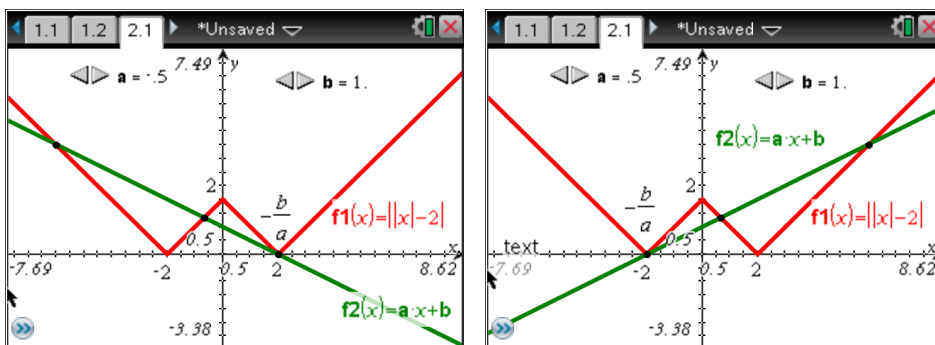 1.1 1.2 2.1 *Unsaved
7.49 y
a = -.5
b = 1.
2
-b/a
f1(x)=||x|-2|
0.5
x
-7.69 -2 0.5 2 8.62
f2(x)=a·x+b
-3.38
1.1 1.2 2.1 *Unsaved
7.49 y
a = .5
b = 1.
f2(x)=a·x+b
2
-b/a
f1(x)=||x|-2|
0.5
text
x
-7.69 -2 0.5 2 8.62
-3.38